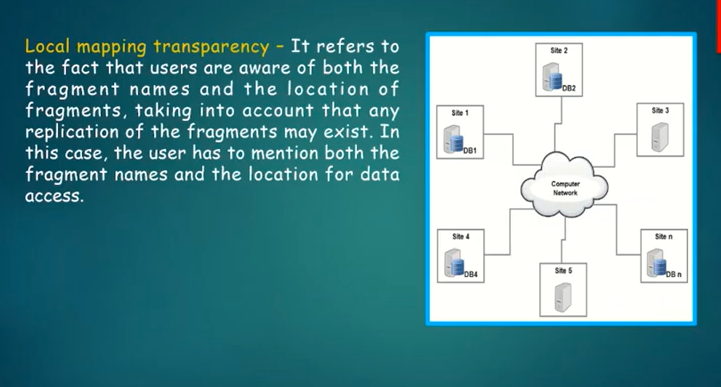 Local mapping transparency – It refers to
the fact that users are aware of both the
fragment names and the location of
fragments, taking into account that any
replication of the fragments may exist. In
this case, the user has to mention both the
fragment names and the location for data
access.
Site 2
DB2
Site 1
DB1
Site 3
Computer
Network
Site 4
DB4
Site 5
Site n
DB n